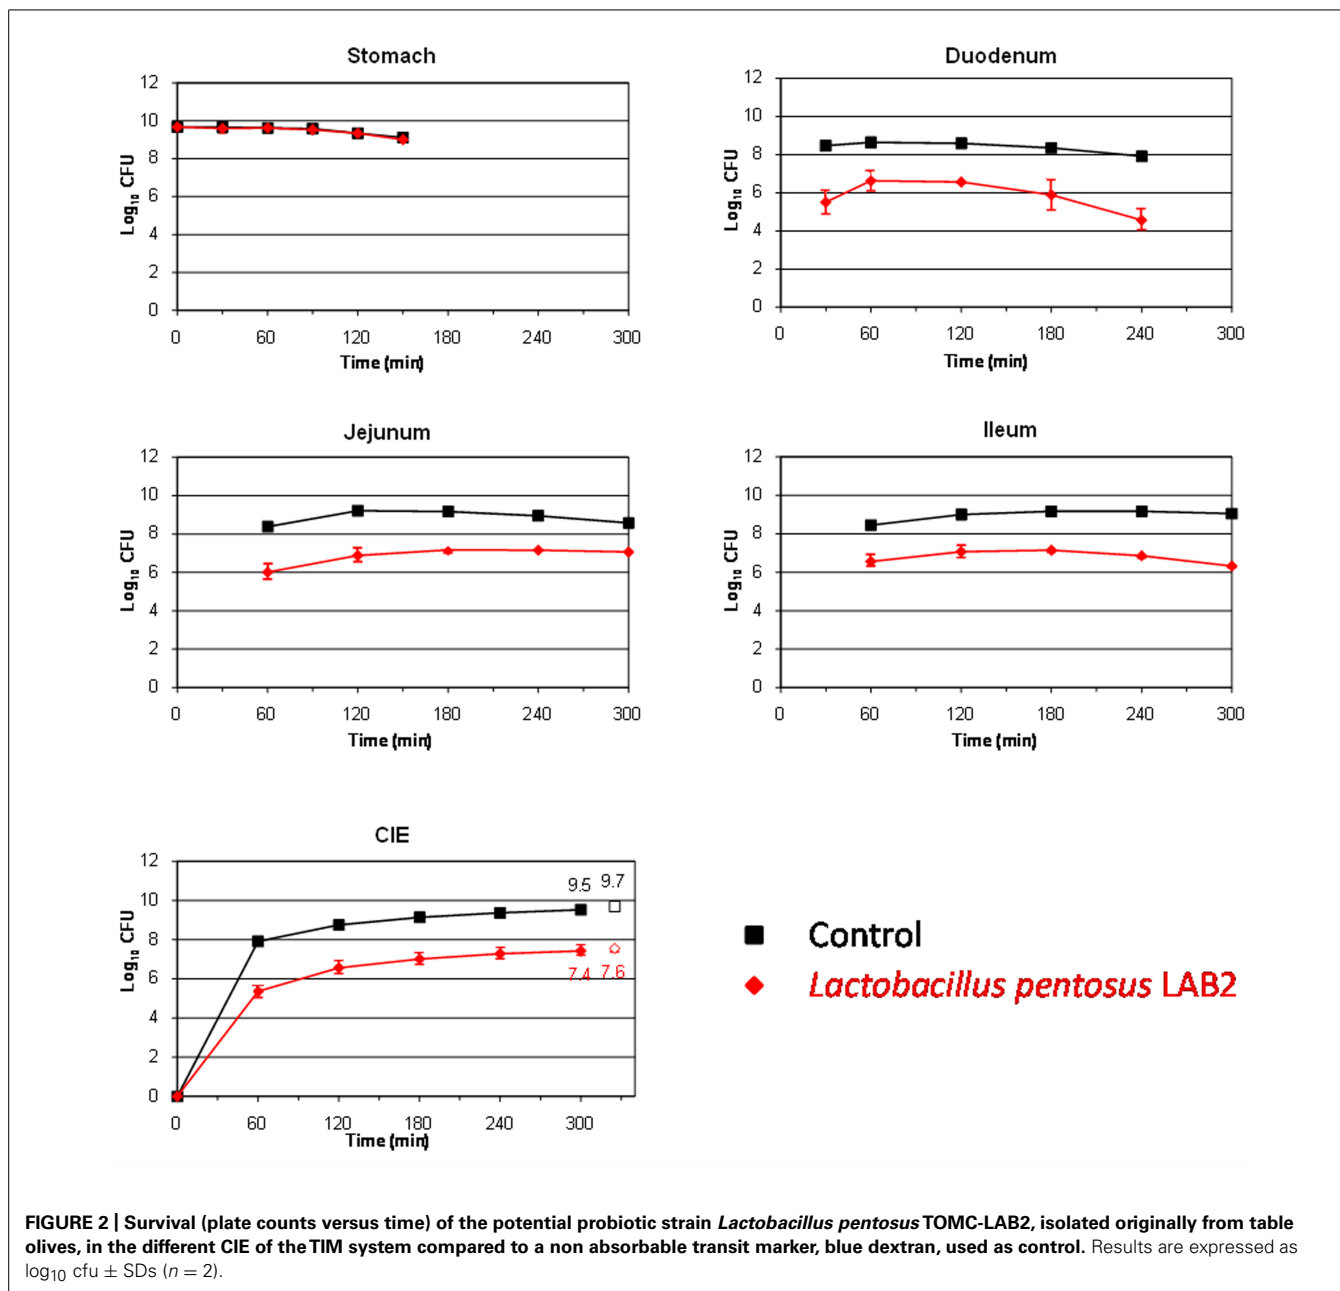 Stomach
12
10
8
6
4
2
0
Log10 CFU
0 60 120 180 240 300
Time (min)
Duodenum
12
10
8
6
4
2
0
Log10 CFU
0 60 120 180 240 300
Time (min)
Jejunum
12
10
8
6
4
2
0
Log10 CFU
0 60 120 180 240 300
Time (min)
Ileum
12
10
8
6
4
2
0
Log10 CFU
0 60 120 180 240 300
Time (min)
CIE
12
10
8
6
4
2
0
Log10 CFU
9.5 9.7
7.4 7.6
0 60 120 180 240 300
Time (min)
Control
Lactobacillus pentosus LAB2
FIGURE 2 | Survival (plate counts versus time) of the potential probiotic strain Lactobacillus pentosus TOMC-LAB2, isolated originally from table
olives, in the different CIE of the TIM system compared to a non absorbable transit marker, blue dextran, used as control. Results are expressed as
log10 cfu ± SDs (n = 2).